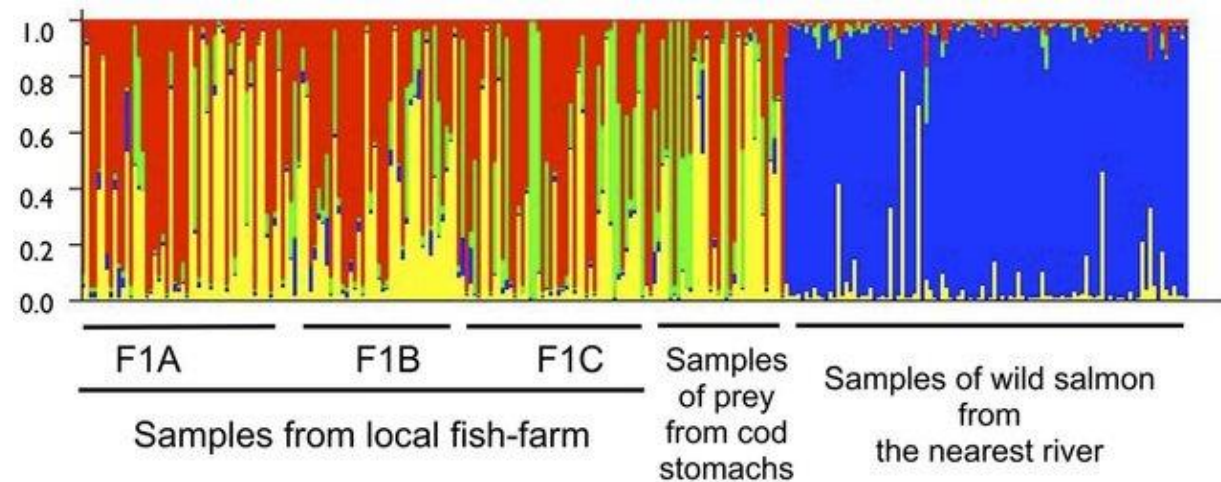 1.0
0.8
0.6
0.4
0.2
0.0
F1A F1B F1C
Samples from local fish-farm
Samples
of prey
from cod
stomachs
Samples of wild salmon
from
the nearest river